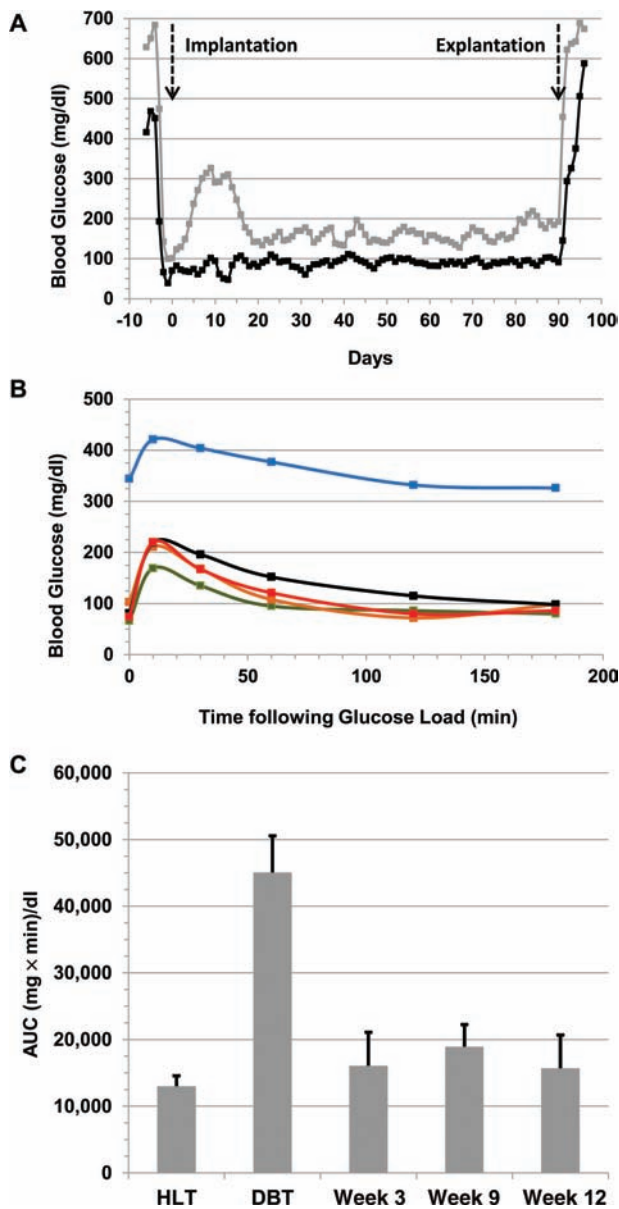 A
700
600
500
400
300
200
100
0
Blood Glucose (mg/dl)
Implantation
Explantation
-10 0 10 20 30 40 50 60 70 80 90 100
Days
B
500
400
300
200
100
0
Blood Glucose (mg/dl)
0 50 100 150 200
Time following Glucose Load (min)
C
60,000
50,000
40,000
30,000
20,000
10,000
0
AUC (mg × min)/dl
HLT DBT Week 3 Week 9 Week 12